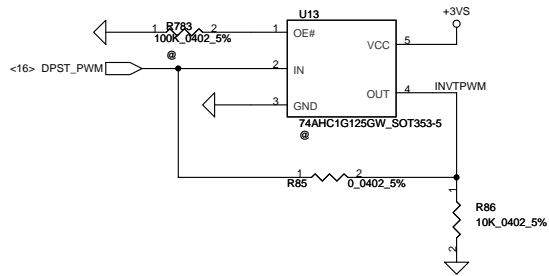 U13
+3VS
R783
1 2
100K_0402_5%
@
1 OE#
VCC 5
<16> DPST_PWM
2 IN
OUT 4 INVTPWM
3 GND
74AHC1G125GW_SOT353-5
@
1 2
R85 0_0402_5%
1
R86
10K_0402_5%
2